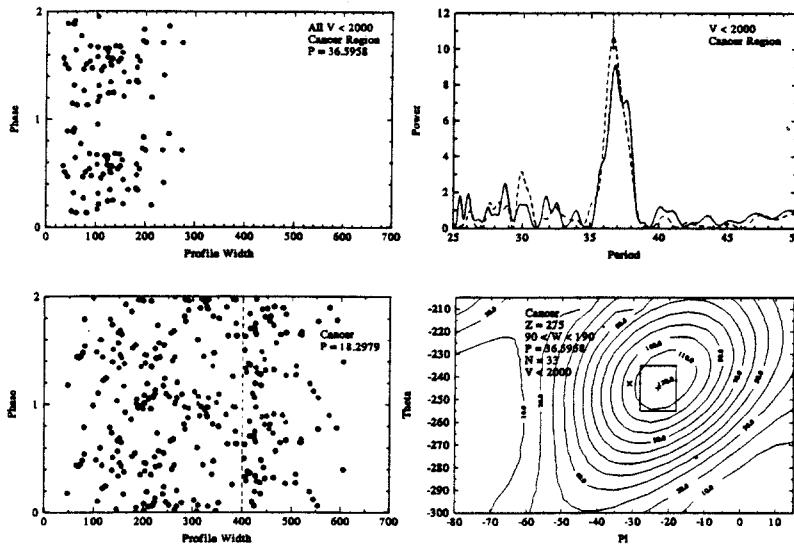 All V < 2000
Cancer Region
P = 36.5958
2
1
0
Phase
0 100 200 300 400 500 600 700
Profile Width
V < 2000
Cancer Region
12
10
8
6
4
2
0
Power
25 30 35 40 45
Period
Cancer
P = 18.2979
2
1
0
Phase
0 100 200 300 400 500 600 700
Profile Width
Cancer
Z = 275
90 < W < 190
P = 36.5958
N = 33
V < 2000
-210
-220
-230
-240
-250
-260
-270
-280
-290
-300
Theta
-80 -70 -60 -50 -40 -30 -20 -10 0 10
PI